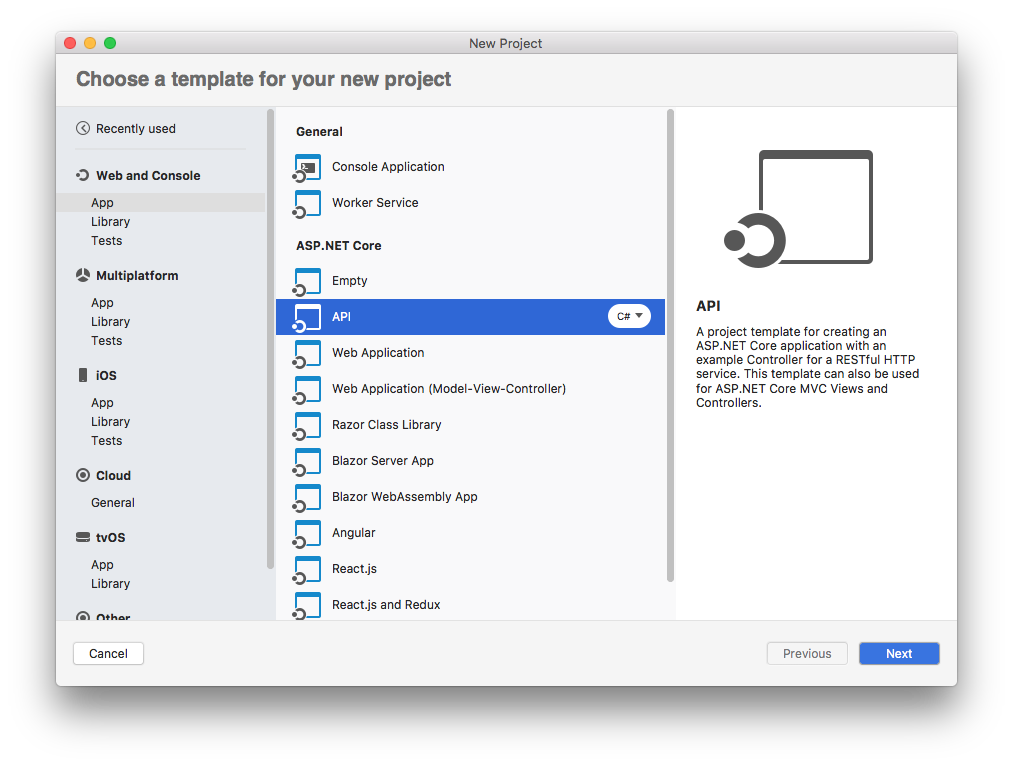 New Project
Choose a template for your new project
Recently used
Web and Console
App
Library
Tests
Multiplatform
App
Library
Tests
iOS
App
Library
Tests
Cloud
General
tvOS
App
Library
Other
General
Console Application
Worker Service
ASP.NET Core
Empty
API
C#
Web Application
Web Application (Model-View-Controller)
Razor Class Library
Blazor Server App
Blazor WebAssembly App
Angular
React.js
React.js and Redux
API
A project template for creating an
ASP.NET Core application with an
example Controller for a RESTful HTTP
service. This template can also be used
for ASP.NET Core MVC Views and
Controllers.
Cancel
Previous
Next